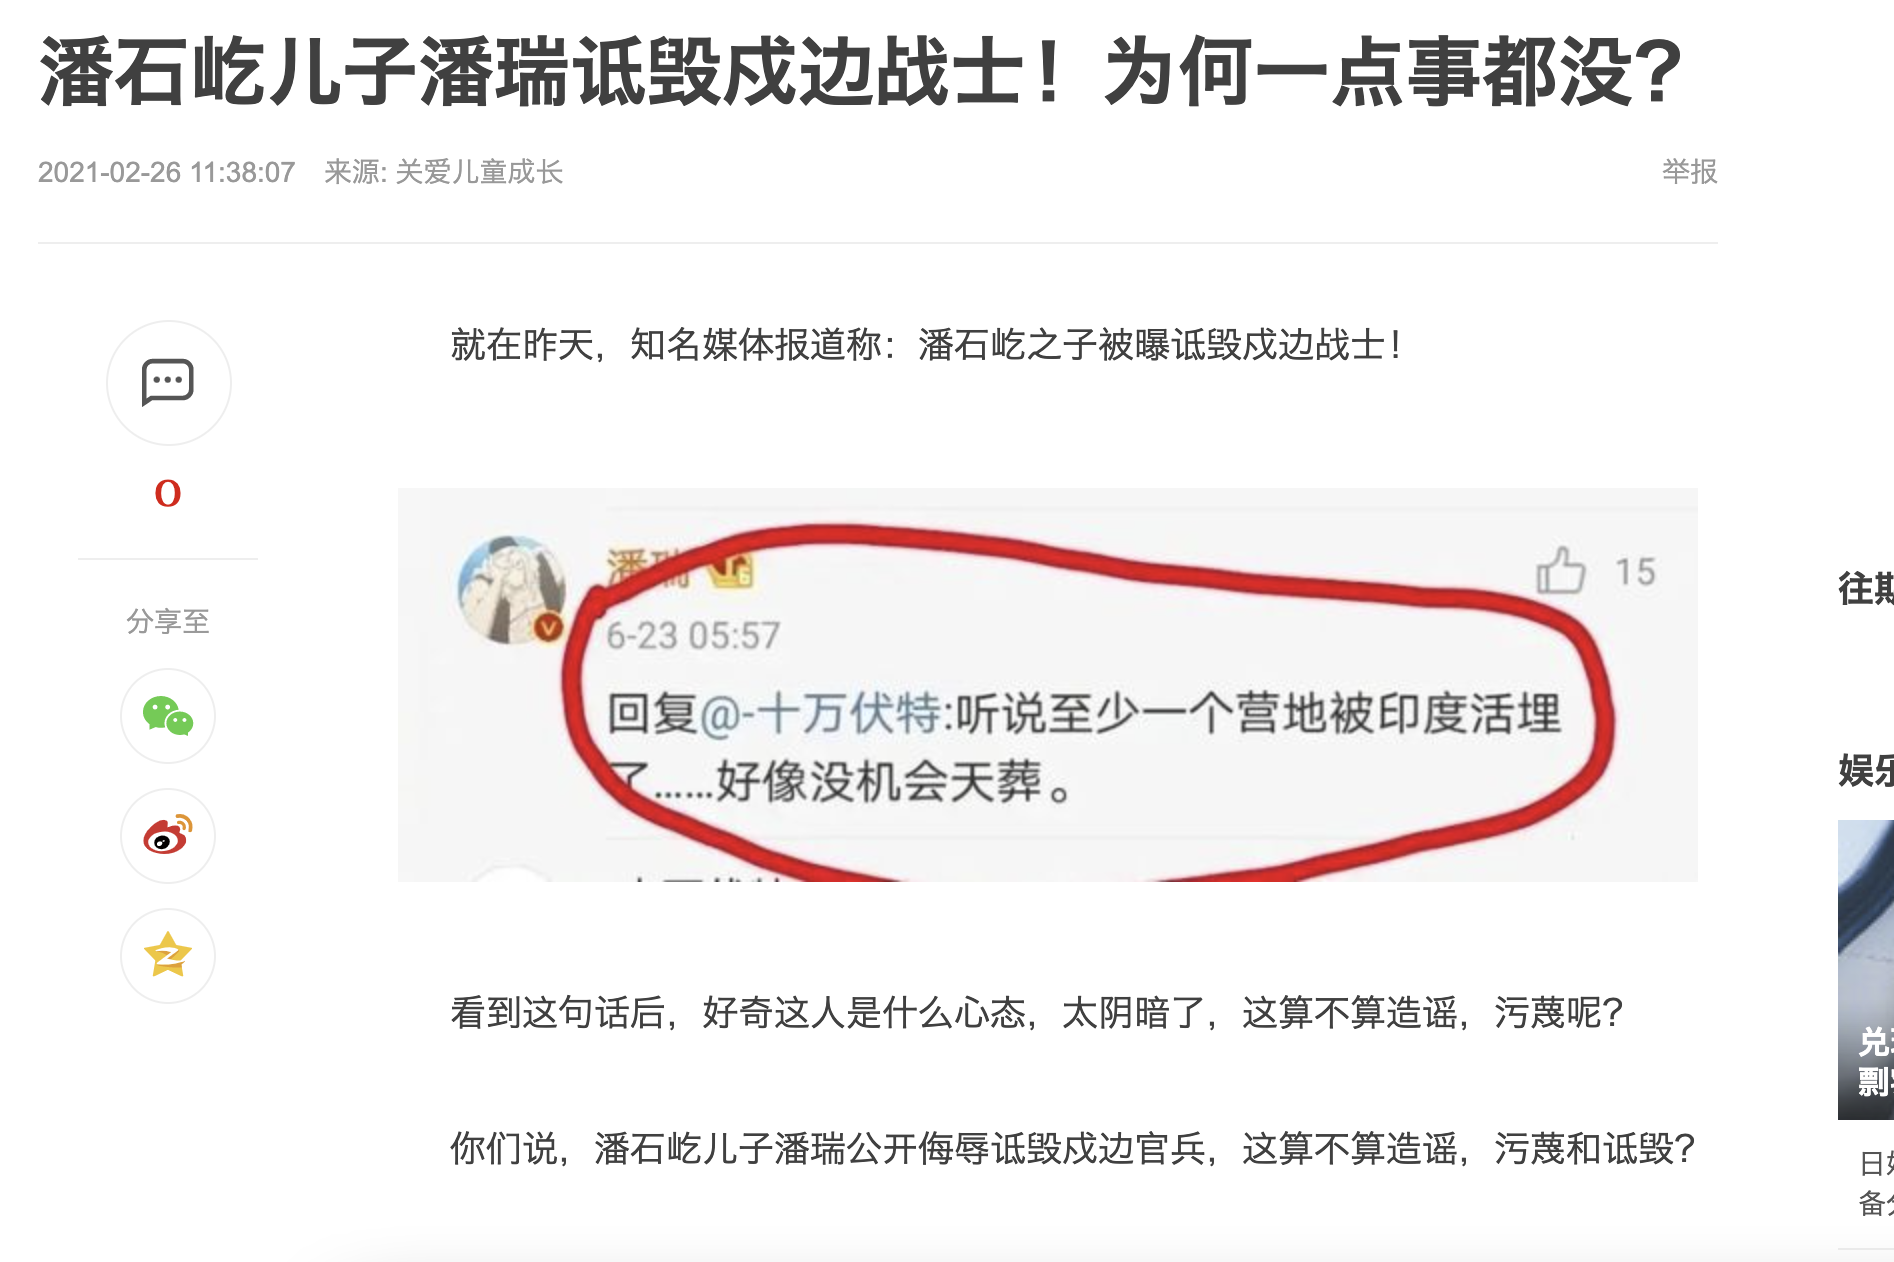 潘石屹儿子潘瑞诋毁戍边战士！为何一点事都没？
2021-02-26 11:38:07 来源: 关爱儿童成长
举报
就在昨天，知名媒体报道称：潘石屹之子被曝诋毁戍边战士！
0
分享至
潘瑞
15
6-23 05:57
回复@-十万伏特:听说至少一个营地被印度活埋
了……好像没机会天葬。
看到这句话后，好奇这人是什么心态，太阴暗了，这算不算造谣，污蔑呢？
你们说，潘石屹儿子潘瑞公开侮辱诋毁戍边官兵，这算不算造谣，污蔑和诋毁？
往
娱乐
兑
剽
日
备